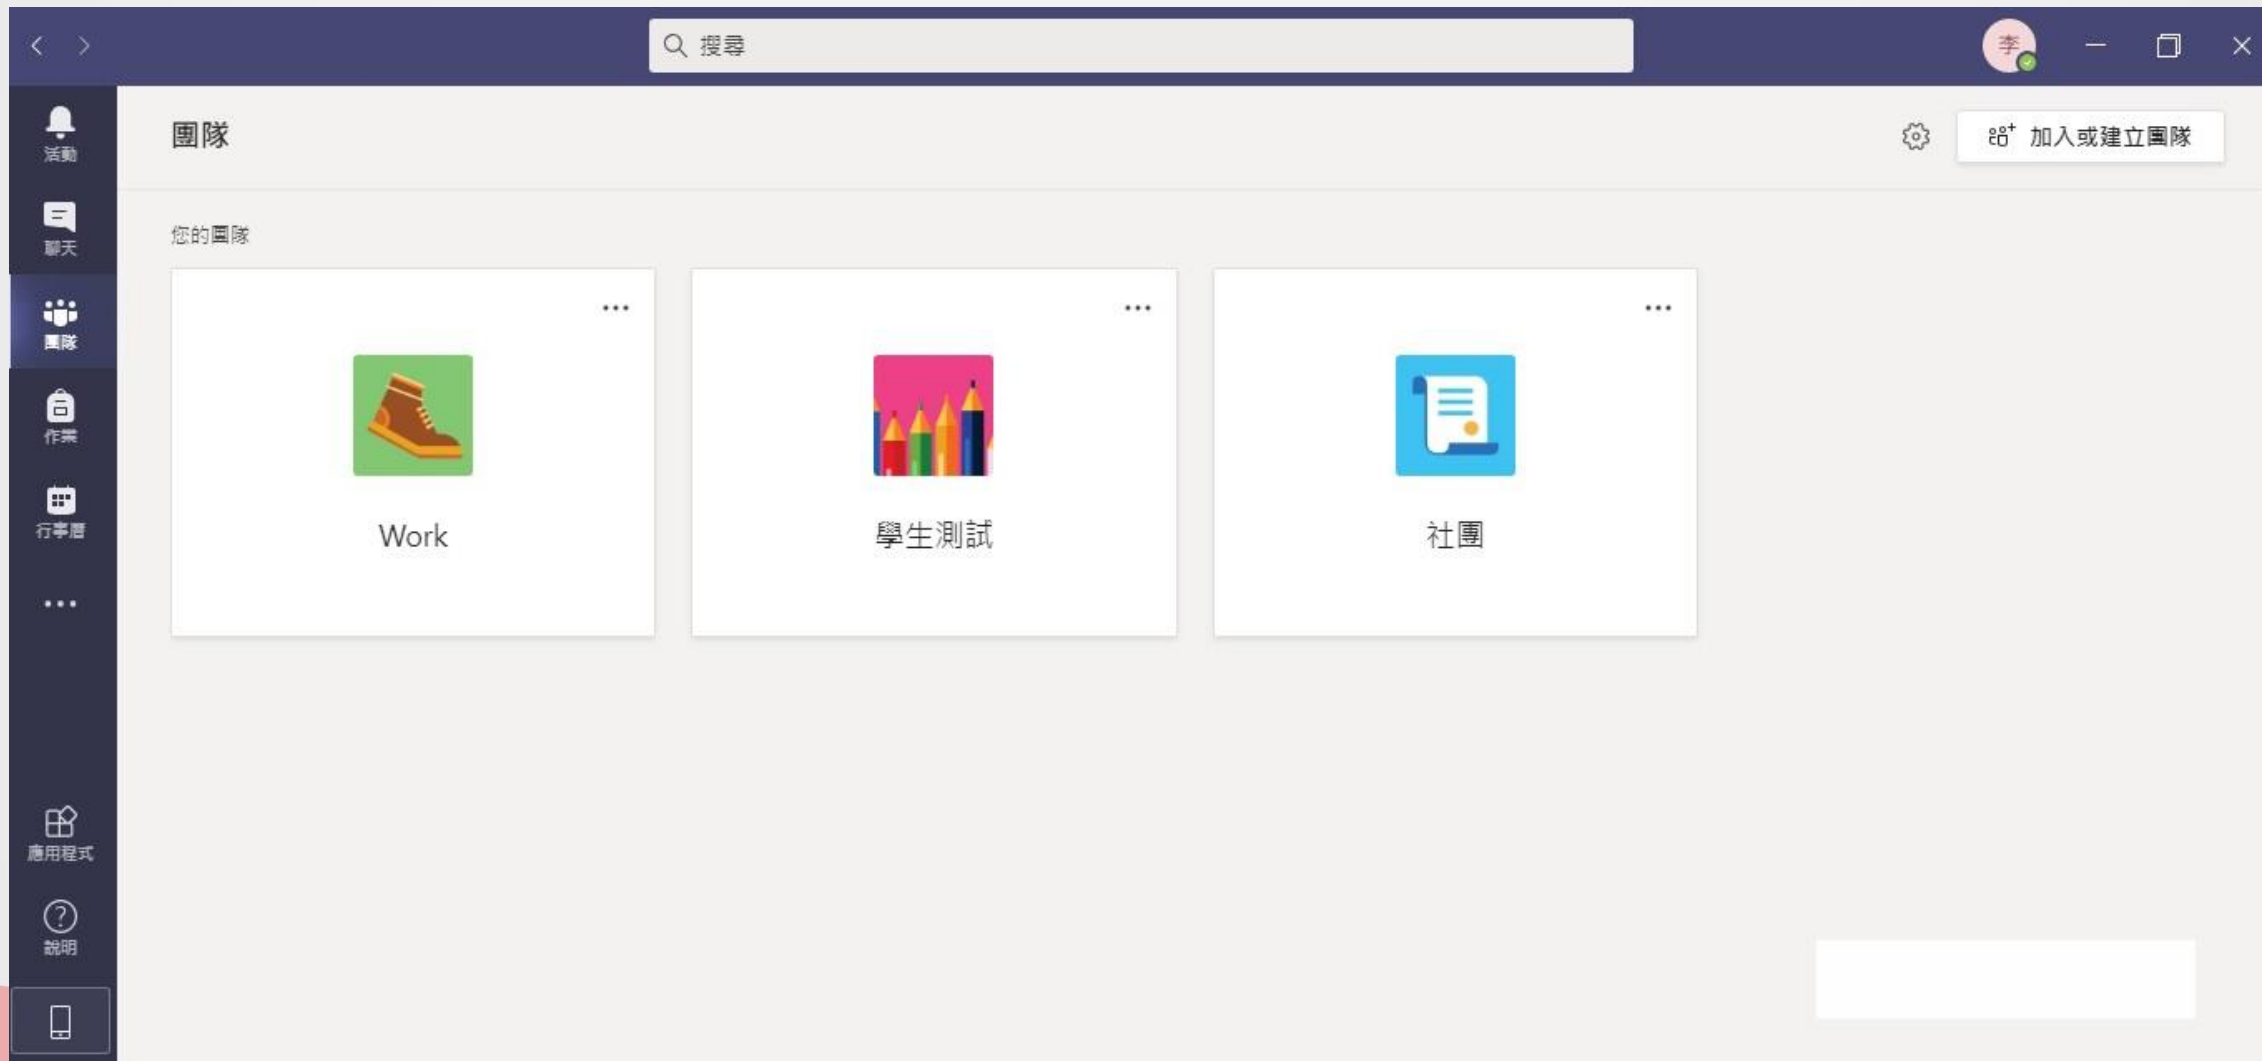 搜尋
李
活動
團隊
加入或建立團隊
聊天
您的團隊
團隊
作業
行事曆
Work
學生測試
社團
應用程式
說明